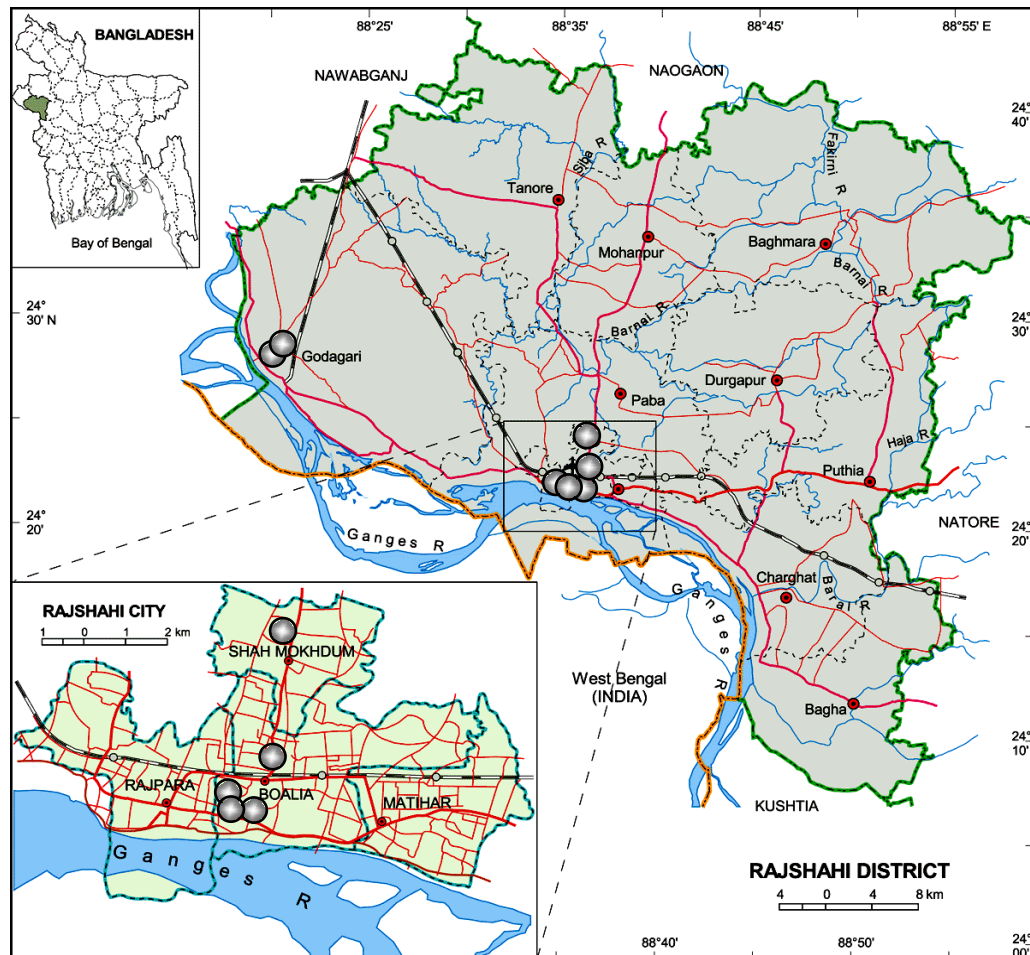 88°25'
88°35'
88°45'
88°55' E
BANGLADESH
Bay of Bengal
NAWABGANJ
NAOGAON
24°
40'
Siba R
Fakirni R
Tanore
Mohanpur
Baghmara
Barnai R
24°
30' N
24°
30'
Barnai R
Godagari
Durgapur
Paba
Haja R
Puthia
24°
20'
24°
20'
NATORE
Ganges R
Charghat
Baral R
Ganges R
West Bengal
(INDIA)
Bagha
24°
10'
KUSHTIA
RAJSHAHI CITY
1 0 2 km
SHAH MOKHDUM
RAJPARA
BOALIA
MATIHAR
Ganges R
RAJSHAHI DISTRICT
4 0 4 8 km
88°40'
88°50'
24°
00'